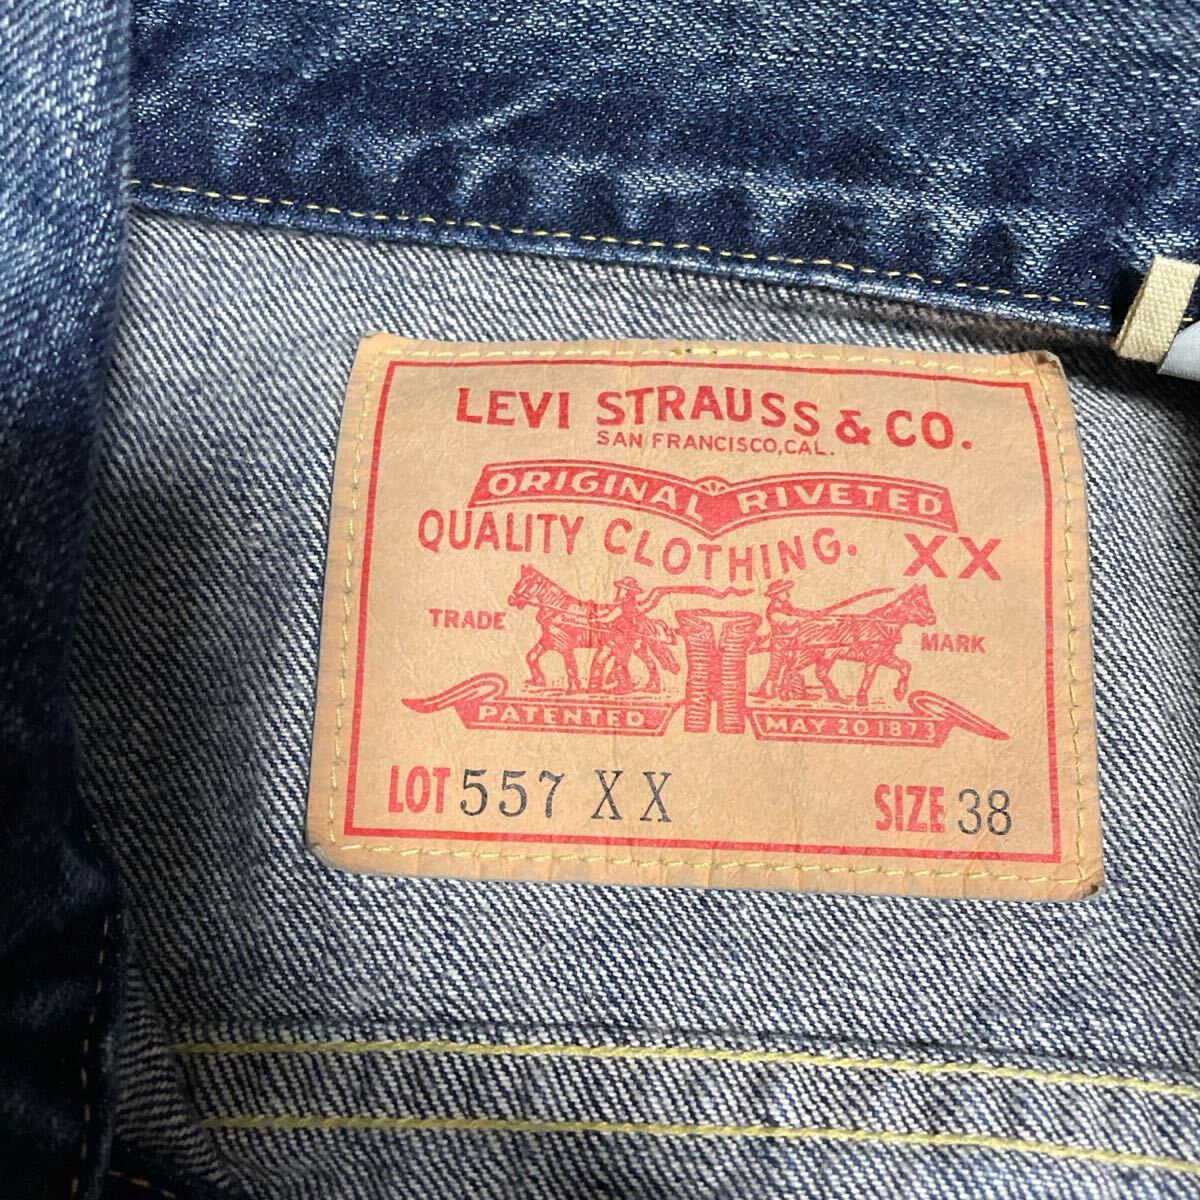 LEVI STRAUSS & CO.
SAN FRANCISCO, CAL.
ORIGINAL RIVETED
QUALITY CLOTHING. XX
TRADE MARK
PATENTED MAY 20 1873
LOT 557 XX SIZE 38